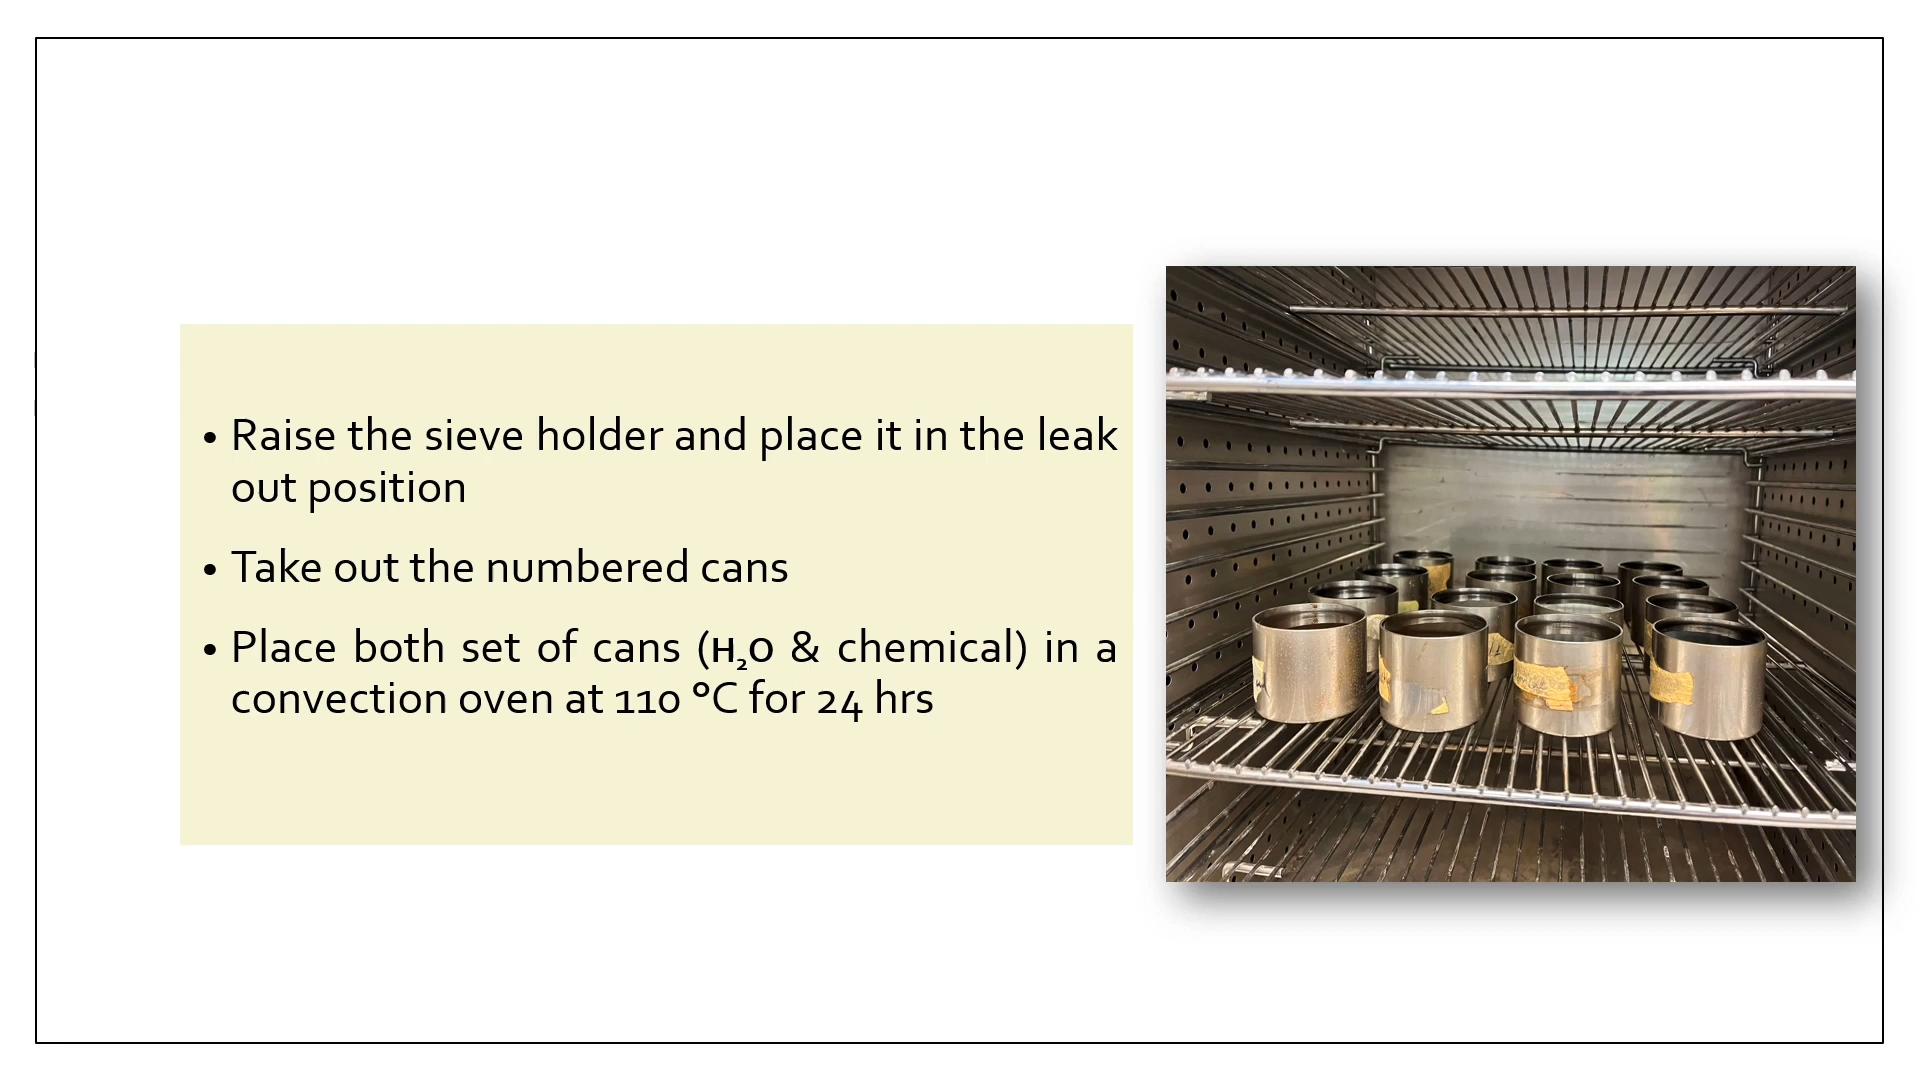 • Raise the sieve holder and place it in the leak
out position
• Take out the numbered cans
• Place both set of cans (H₂O & chemical) in a
convection oven at 110 °C for 24 hrs